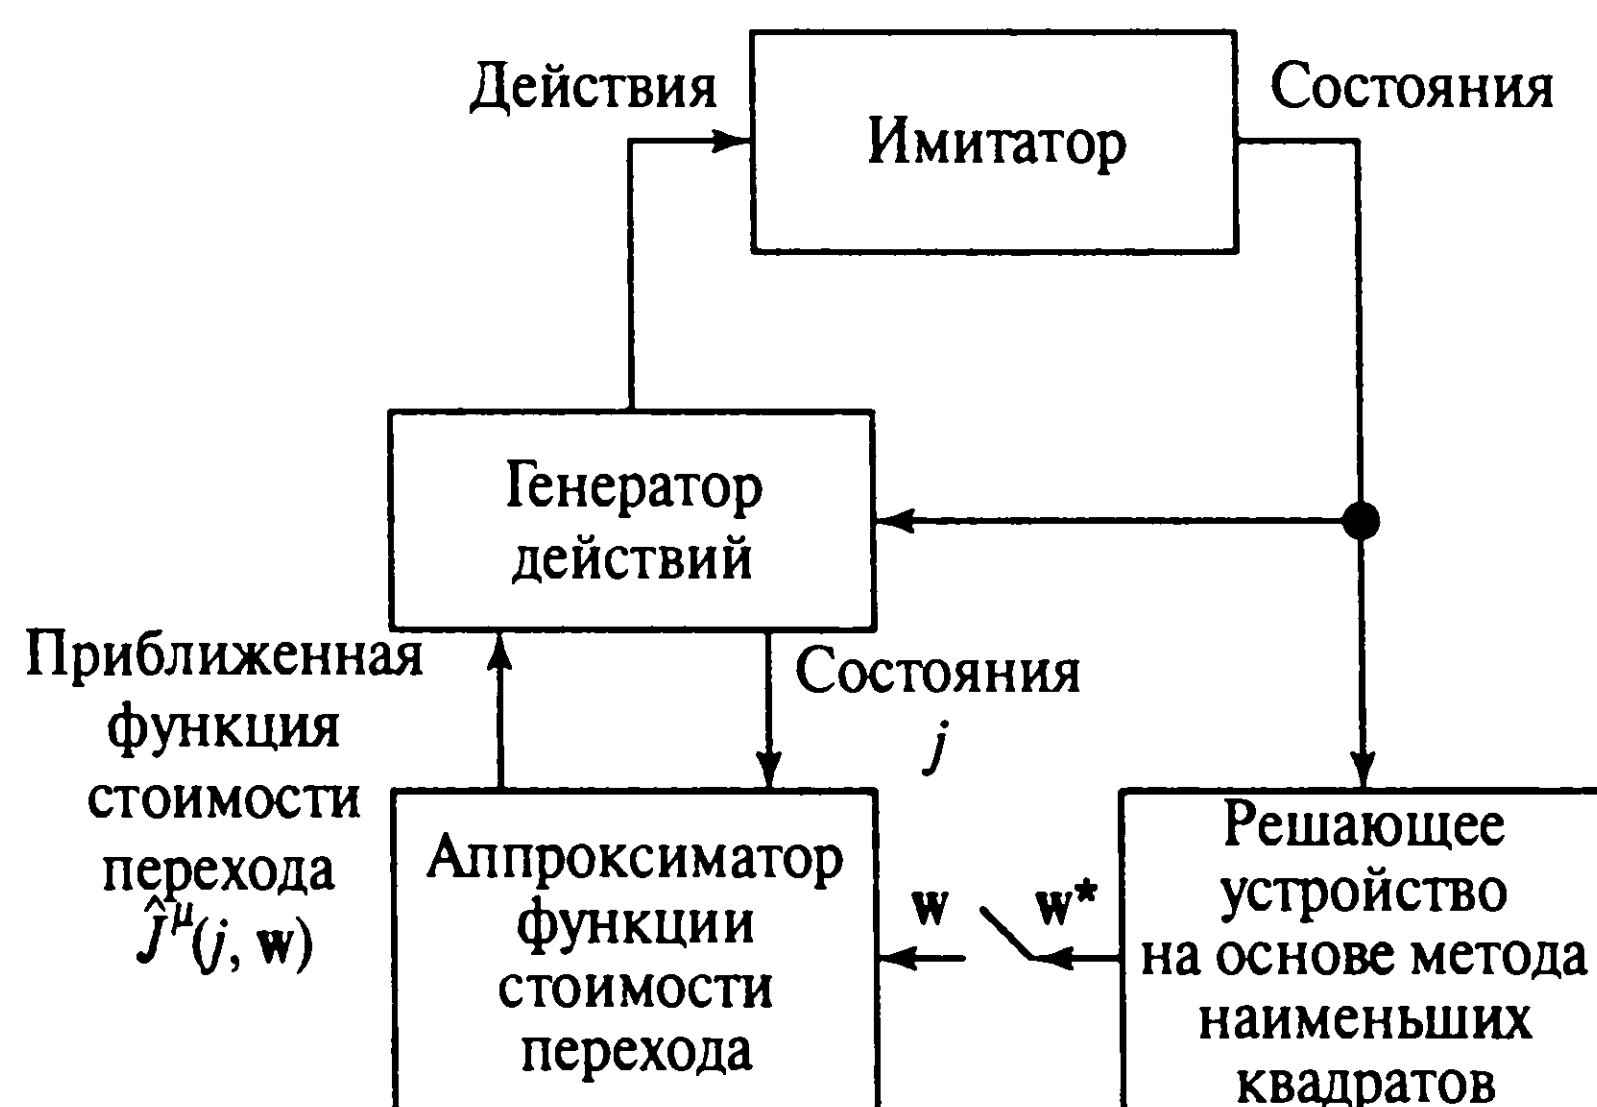 Действия
Состояния
Имитатор
Генератор
действий
Приближенная
функция
стоимости
перехода
Ĵ^μ(j, w)
Состояния
j
Аппроксиматор
функции
стоимости
перехода
w
w*
Решающее
устройство
на основе метода
наименьших
квадратов